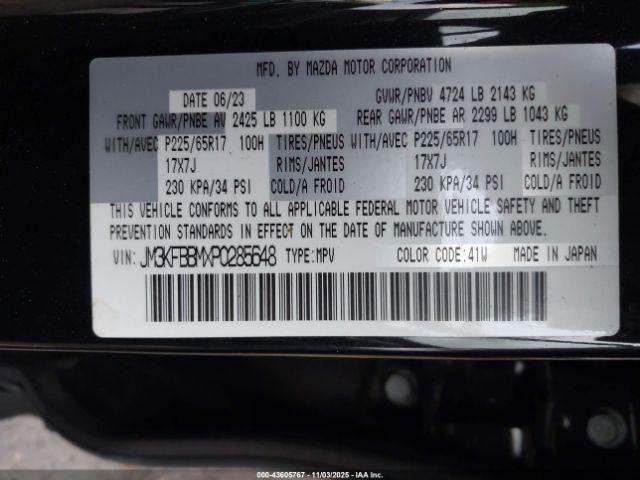 MFD. BY MAZDA MOTOR CORPORATION
DATE 06/23 GVWR/PNBV 4724 LB 2143 KG
FRONT GAWR/PNBE AV 2425 LB 1100 KG REAR GAWR/PNBE AR 2299 LB 1043 KG
WITH/AVEC P225/65R17 100H TIRES/PNEUS WITH/AVEC P225/65R17 100H TIRES/PNEUS
17X7J RIMS/JANTES 17X7J RIMS/JANTES
230 KPA/34 PSI COLD/A FROID 230 KPA/34 PSI COLD/A FROID
THIS VEHICLE CONFORMS TO ALL APPLICABLE FEDERAL MOTOR VEHICLE SAFETY AND THEFT
PREVENTION STANDARDS IN EFFECT ON THE DATE OF MANUFACTURE SHOWN ABOVE.
VIN: JM3KFBBMXP0285648 TYPE:MPV COLOR CODE:41W MADE IN JAPAN
000-43605767 - 11/03/2025 - IAAI.COM